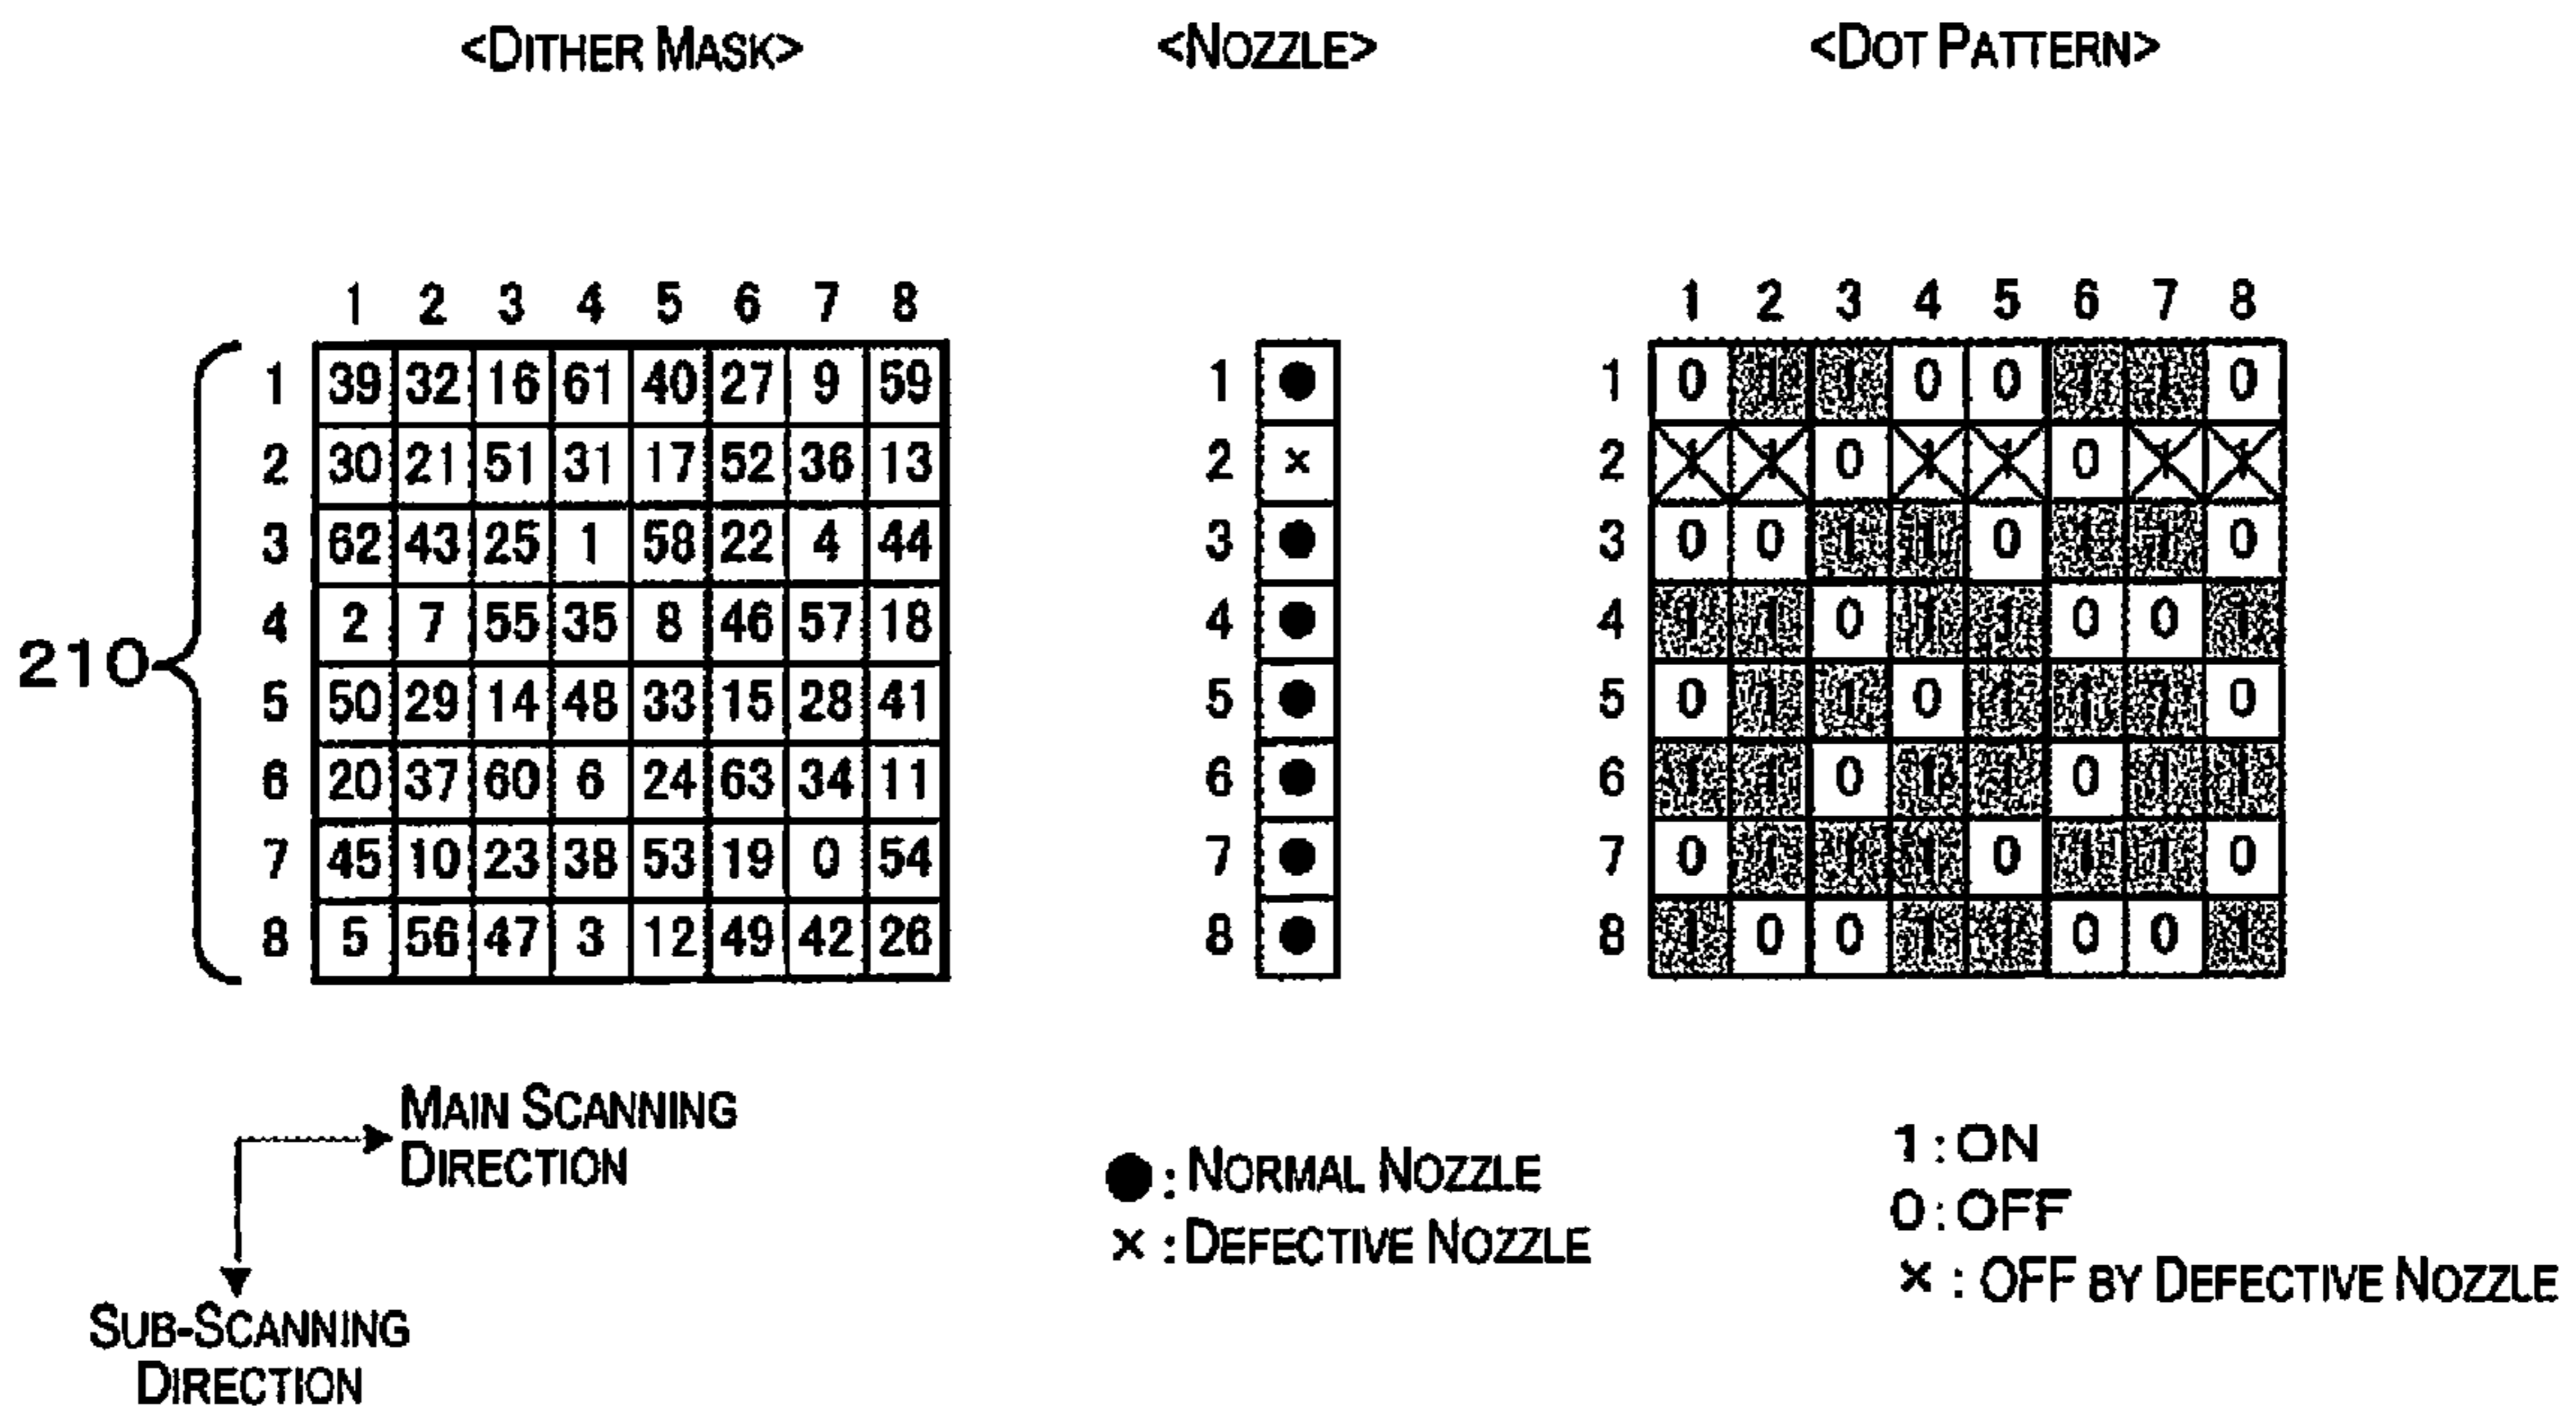 <DITHER MASK> <NOZZLE> <DOT PATTERN>
1 2 3 4 5 6 7 8 1 2 3 4 5 6 7 8
1 39 32 16 61 40 27 9 59 1 1 0 1 1 0 0 1 1 0
2 30 21 51 31 17 52 36 13 2 × 2 1 1 0 1 1 0 1 1
3 62 43 25 1 58 22 4 44 3 3 0 0 1 1 0 1 1 0
210 4 2 7 55 35 8 46 57 18 4 4 1 1 0 1 1 0 0 1
5 50 29 14 48 33 15 28 41 5 5 0 1 1 0 1 1 1 0
6 20 37 60 6 24 63 34 11 6 6 1 1 0 1 1 0 1 1
7 45 10 23 38 53 19 0 54 7 7 0 1 1 1 0 1 1 0
8 5 56 47 3 12 49 42 26 8 8 1 0 0 1 1 0 0 1
MAIN SCANNING
DIRECTION
SUB-SCANNING
DIRECTION
●: NORMAL NOZZLE
×: DEFECTIVE NOZZLE
1: ON
0: OFF
×: OFF BY DEFECTIVE NOZZLE